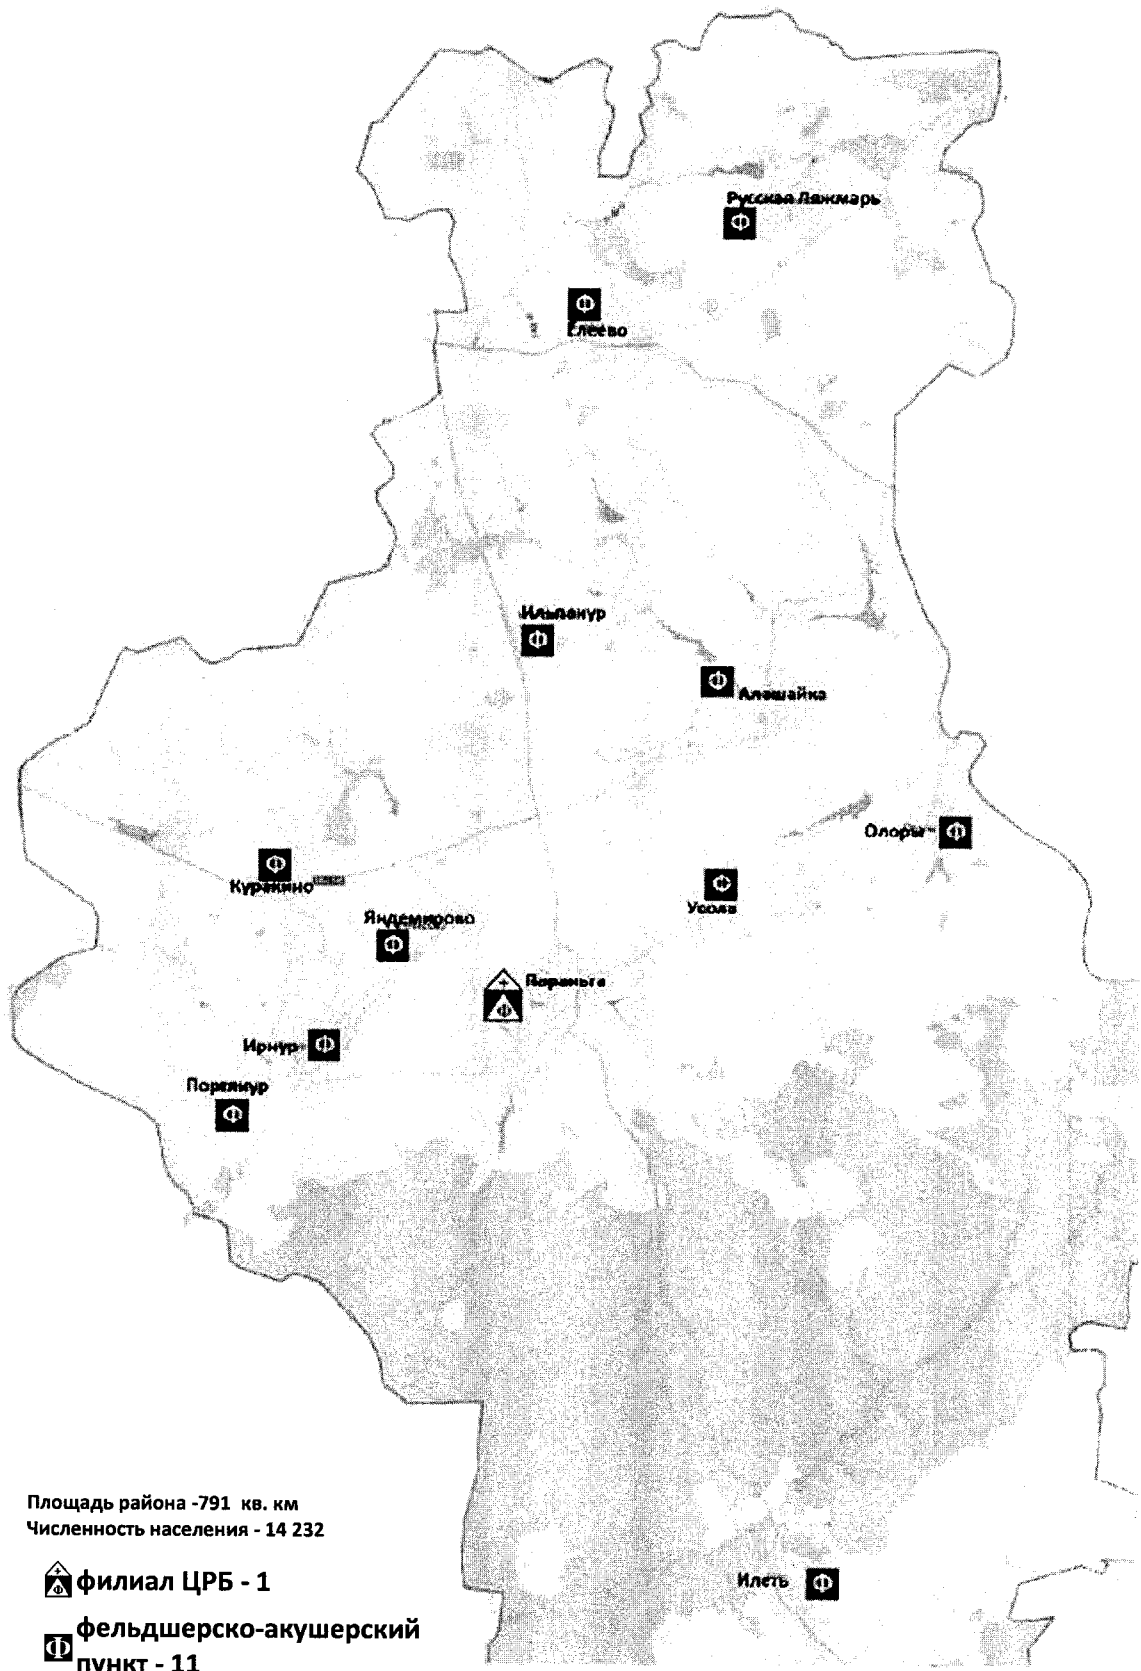 Русская Ляжмарь
Елеево
Ильпанур
Алашайка
Олоры
Куракино
Усола
Яндемирово
Параньга
Ирнур
Портянур
Площадь района -791 кв. км
Численность населения - 14 232
филиал ЦРБ - 1
Илеть
фельдшерско-акушерский
пункт - 11